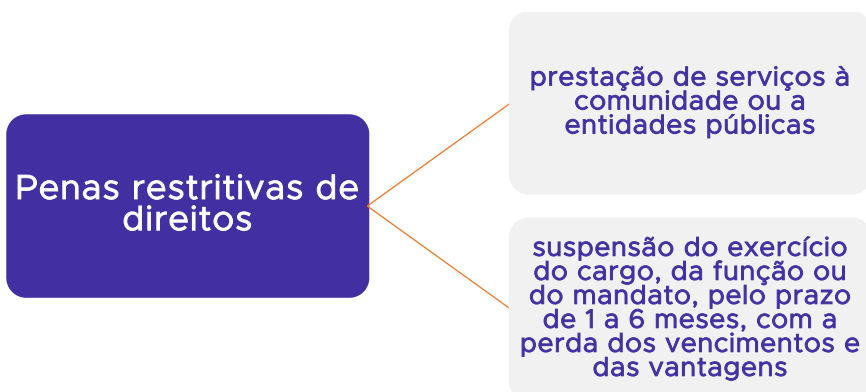 Penas restritivas de
direitos
prestação de serviços à
comunidade ou a
entidades públicas
suspensão do exercício
do cargo, da função ou
do mandato, pelo prazo
de 1 a 6 meses, com a
perda dos vencimentos e
das vantagens